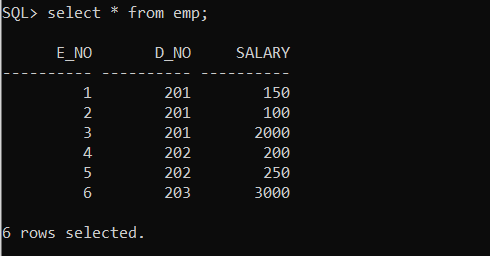 SQL> select * from emp;
E_NO D_NO SALARY
---------- ---------- ----------
1 201 150
2 201 100
3 201 2000
4 202 200
5 202 250
6 203 3000
6 rows selected.